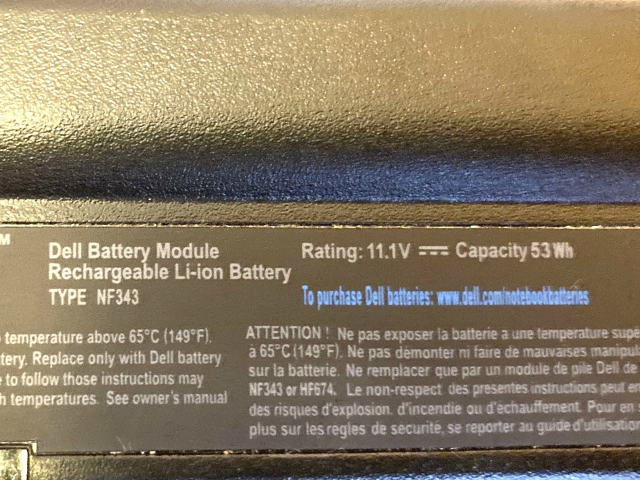 ™
Dell Battery Module
Rechargeable Li-ion Battery
TYPE NF343
Rating: 11.1V ⎓ Capacity 53 Wh
To purchase Dell batteries: www.dell.com/notebookbatteries
temperature above 65°C (149°F).
Replace only with Dell battery
to follow those instructions may
temperatures. See owner's manual
ATTENTION ! Ne pas exposer la batterie a une temperature
à 65°C (149°F). Ne pas démonter ni faire de mauvaises
sur la batterie. Ne remplacer que par un module de pile Dell de
NF343 or HF674. Le non-respect des presentes instructions peut
des risques d'explosion. d'incendie ou d'echauffement. Pour en
plus sur les regles de securité, se reporter au guide d'utilisation